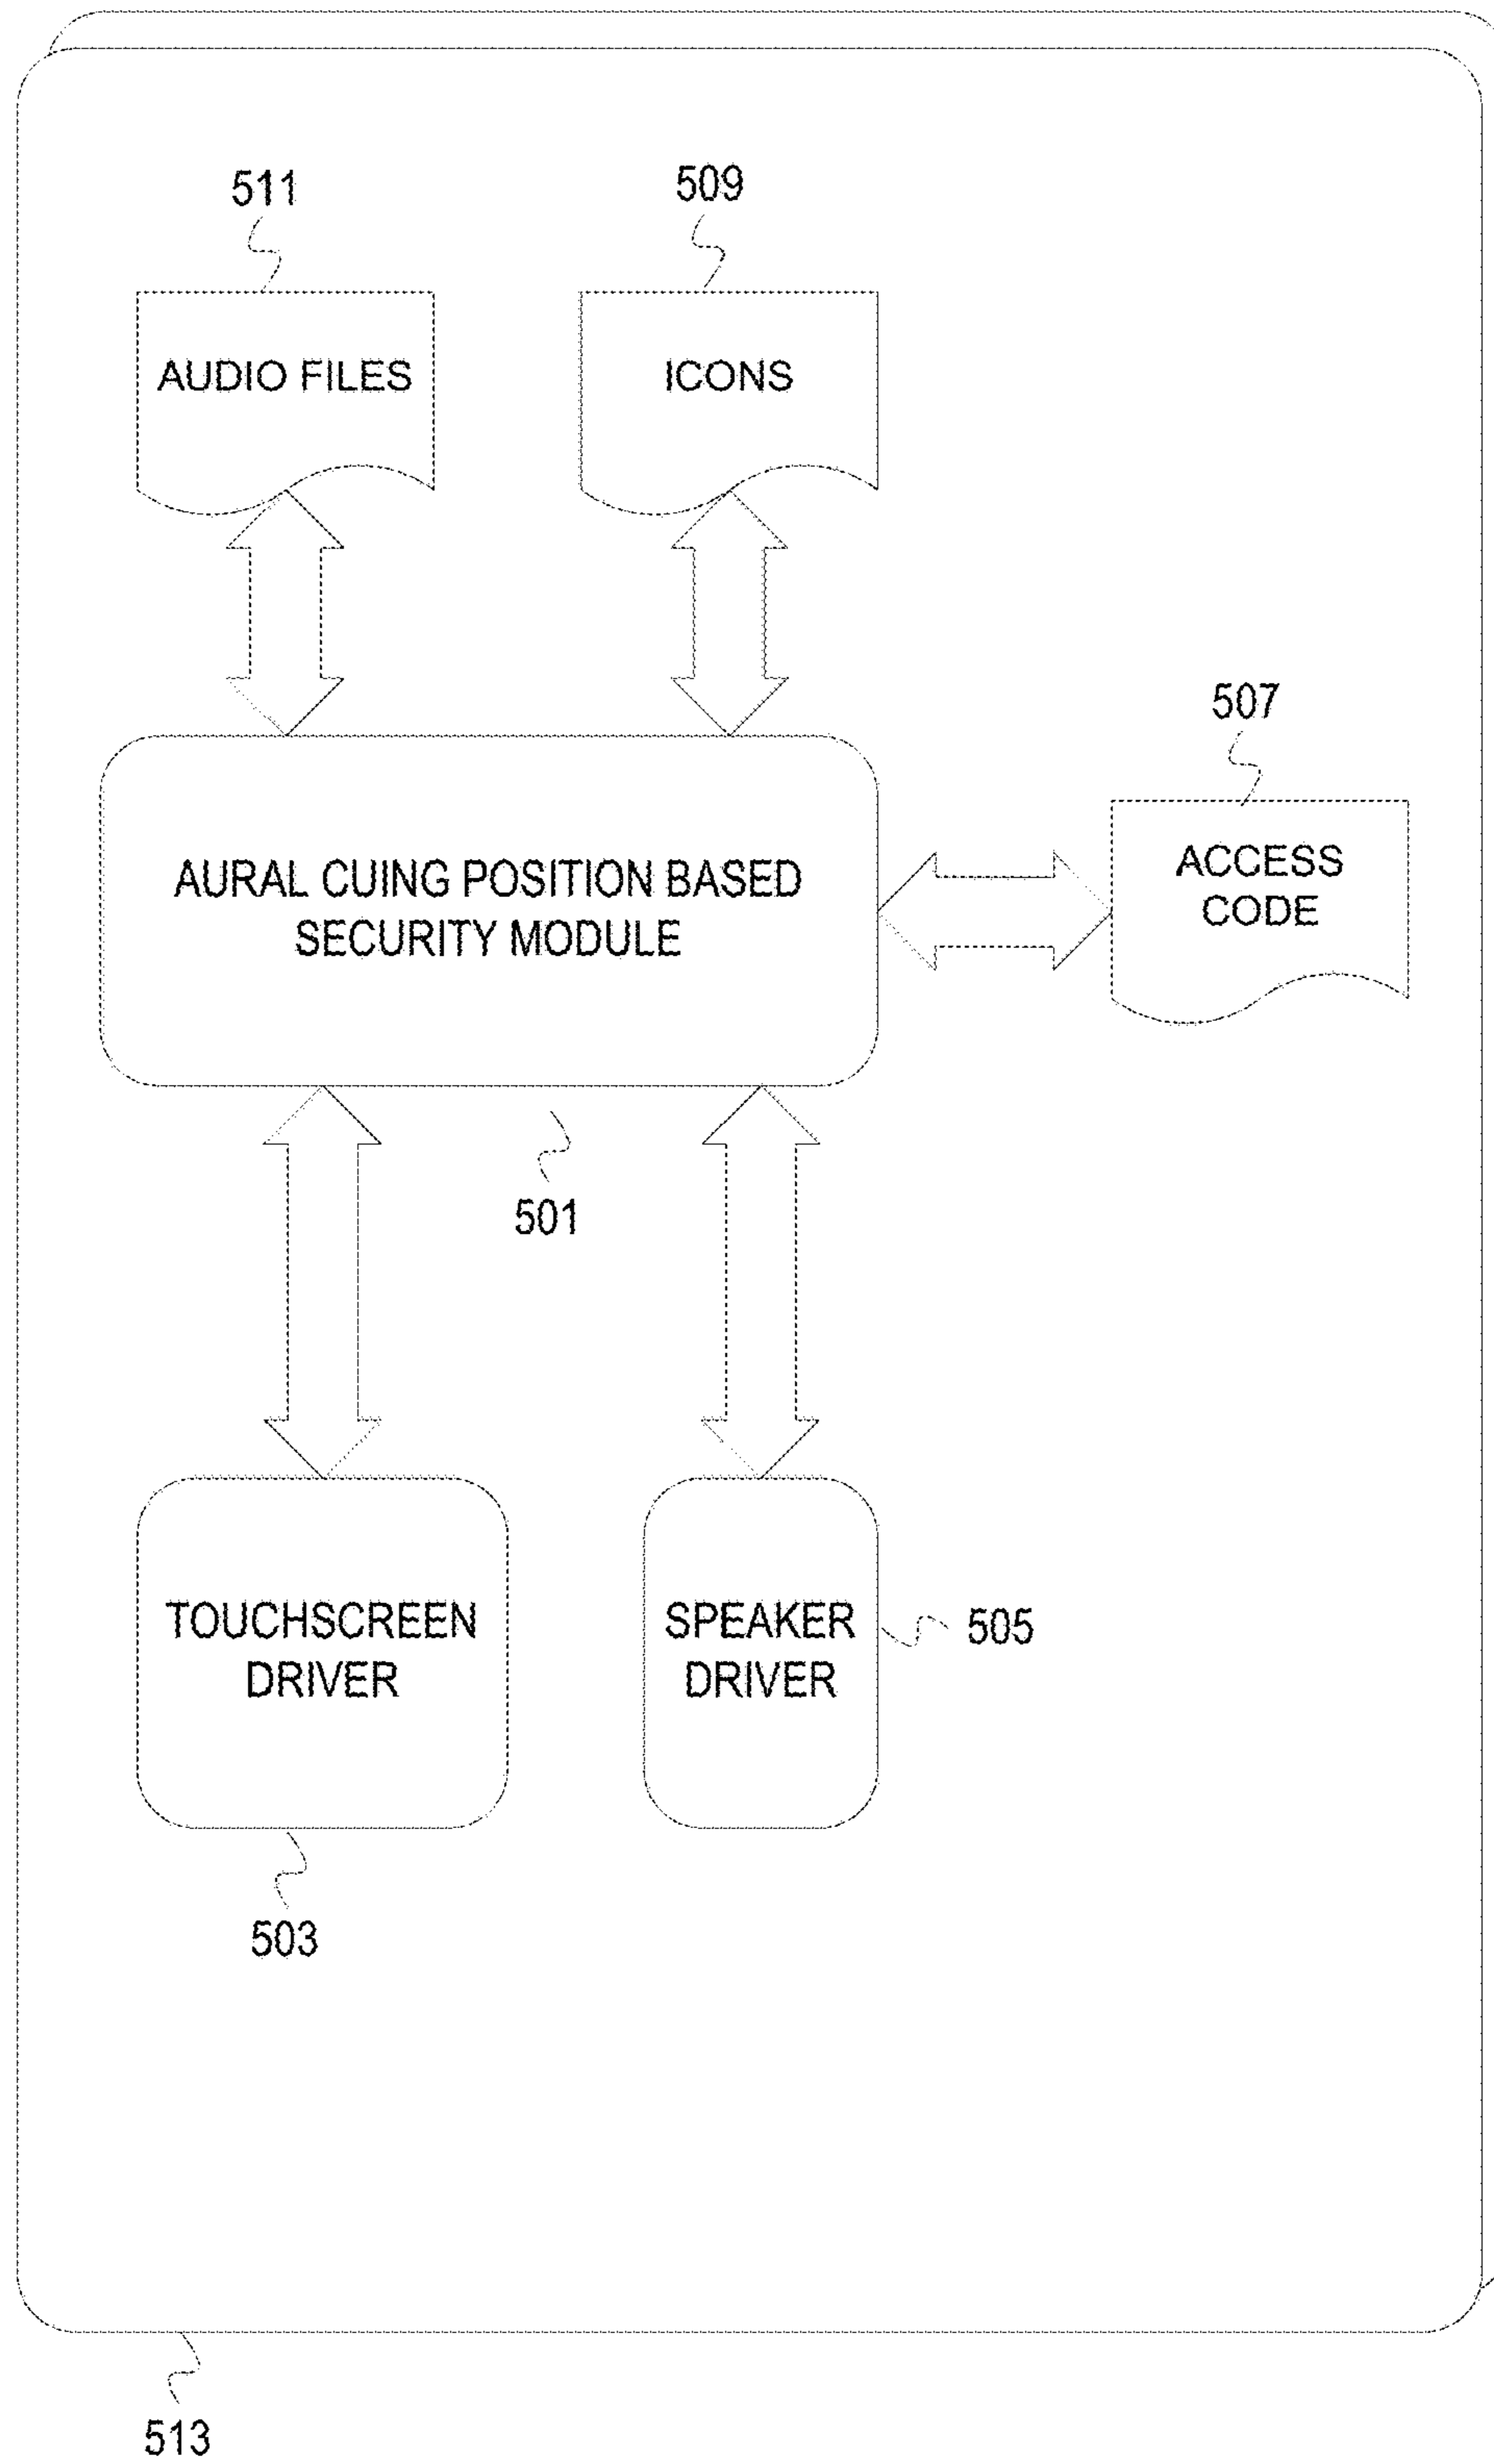 511
509
AUDIO FILES
ICONS
507
ACCESS
CODE
AURAL CUING POSITION BASED
SECURITY MODULE
501
TOUCHSCREEN
DRIVER
SPEAKER
DRIVER
505
503
513